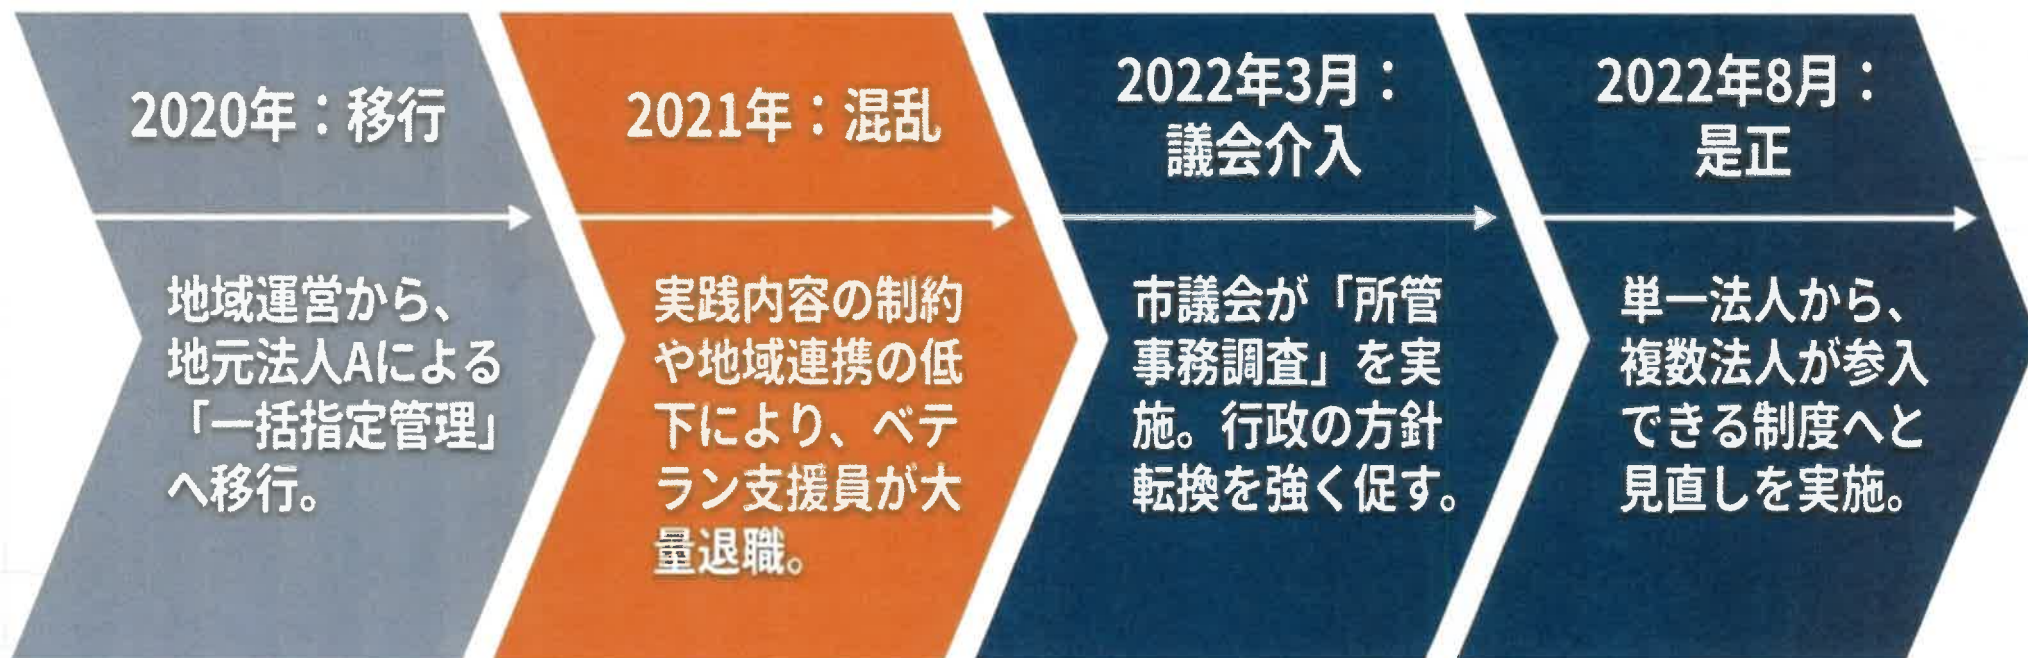 2020年：移行
地域運営から、
地元法人Aによる
「一括指定管理」
へ移行。
2021年：混乱
実践内容の制約
や地域連携の低
下により、ベテ
ラン支援員が大
量退職。
2022年3月：
議会介入
市議会が「所管
事務調査」を実
施。行政の方針
転換を強く促す。
2022年8月：
是正
単一法人から、
複数法人が参入
できる制度へと
見直しを実施。